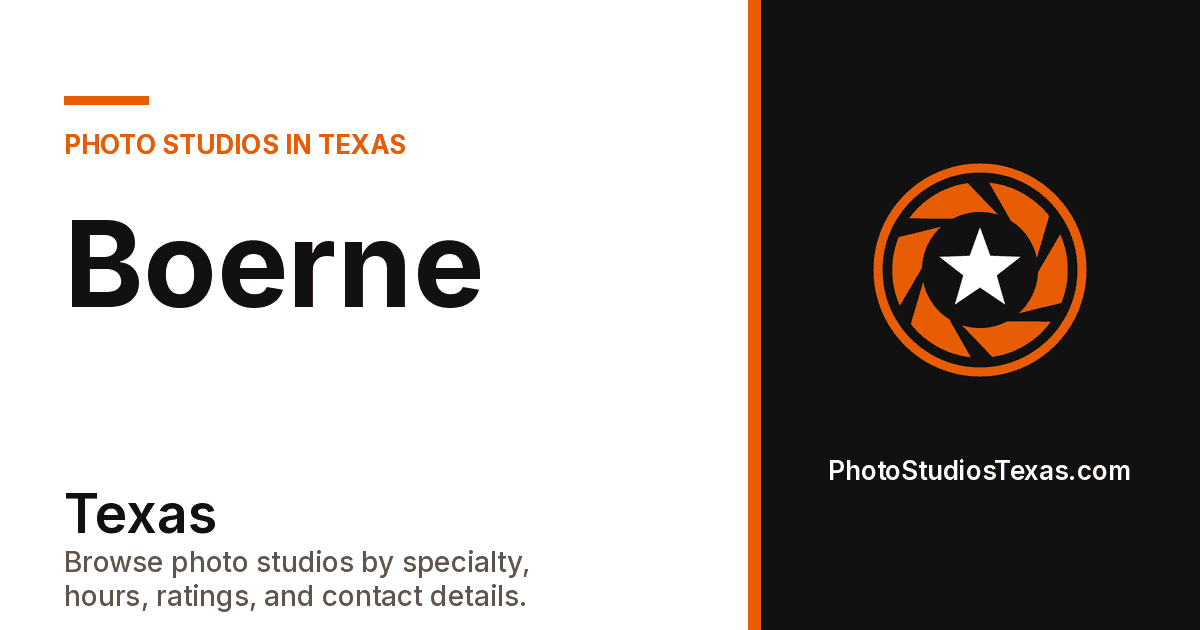 PHOTO STUDIOS IN TEXAS
Boerne
Texas
Browse photo studios by specialty,
hours, ratings, and contact details.
PhotoStudiosTexas.com